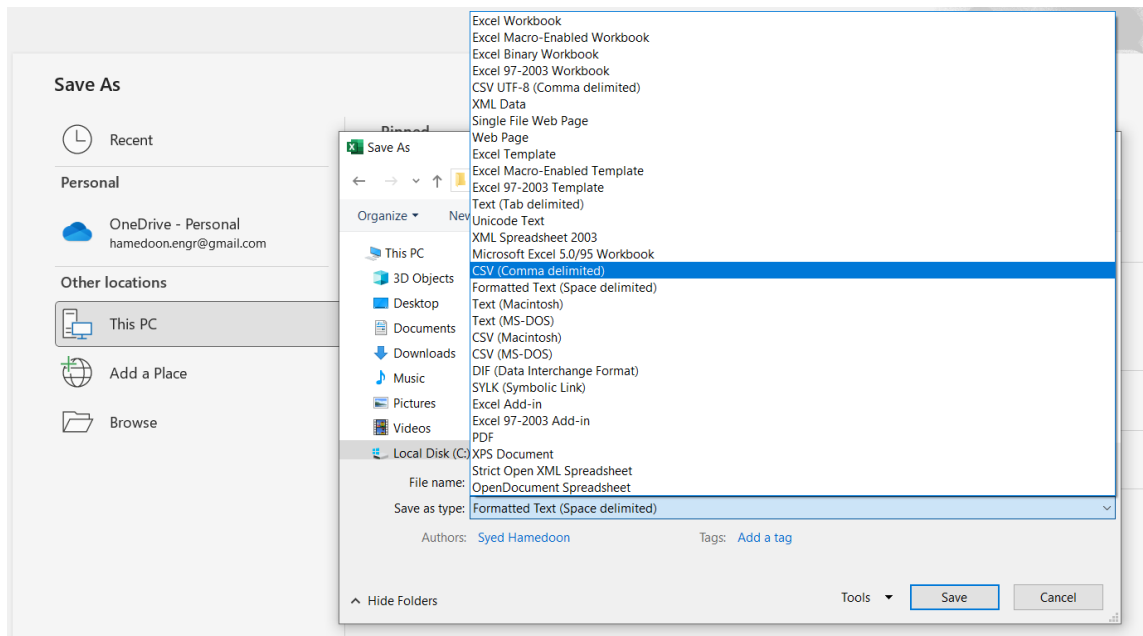 Save As
Recent
Personal
OneDrive - Personal
hamedoon.engr@gmail.com
Other locations
This PC
Add a Place
Browse
Pinned
Save As
Organize
New
This PC
3D Objects
Desktop
Documents
Downloads
Music
Pictures
Videos
Local Disk (C:)
Excel Workbook
Excel Macro-Enabled Workbook
Excel Binary Workbook
Excel 97-2003 Workbook
CSV UTF-8 (Comma delimited)
XML Data
Single File Web Page
Web Page
Excel Template
Excel Macro-Enabled Template
Excel 97-2003 Template
Text (Tab delimited)
Unicode Text
XML Spreadsheet 2003
Microsoft Excel 5.0/95 Workbook
CSV (Comma delimited)
Formatted Text (Space delimited)
Text (Macintosh)
Text (MS-DOS)
CSV (Macintosh)
CSV (MS-DOS)
DIF (Data Interchange Format)
SYLK (Symbolic Link)
Excel Add-in
Excel 97-2003 Add-in
PDF
XPS Document
Strict Open XML Spreadsheet
OpenDocument Spreadsheet
File name:
Save as type: Formatted Text (Space delimited)
Authors: Syed Hamedoon Tags: Add a tag
Hide Folders Tools Save Cancel